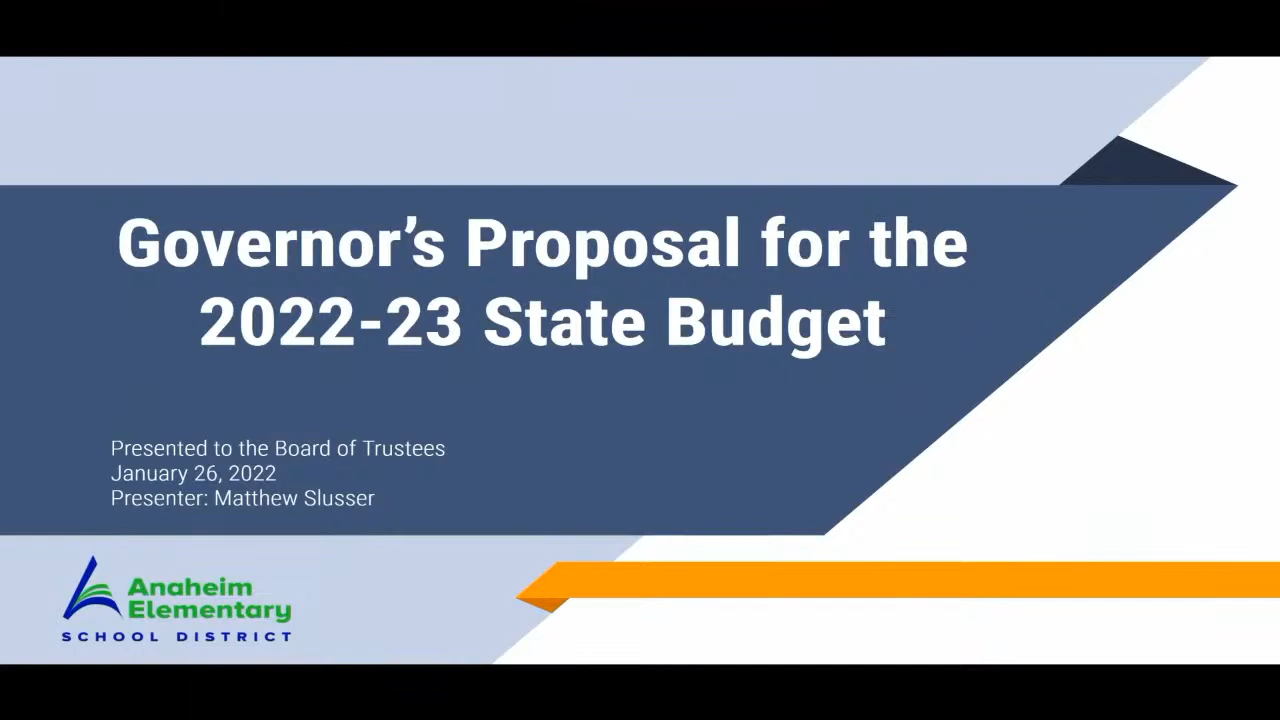 Governor’s Proposal for the
2022-23 State Budget
Presented to the Board of Trustees
January 26, 2022
Presenter: Matthew Slusser
Anaheim
Elementary
SCHOOL DISTRICT